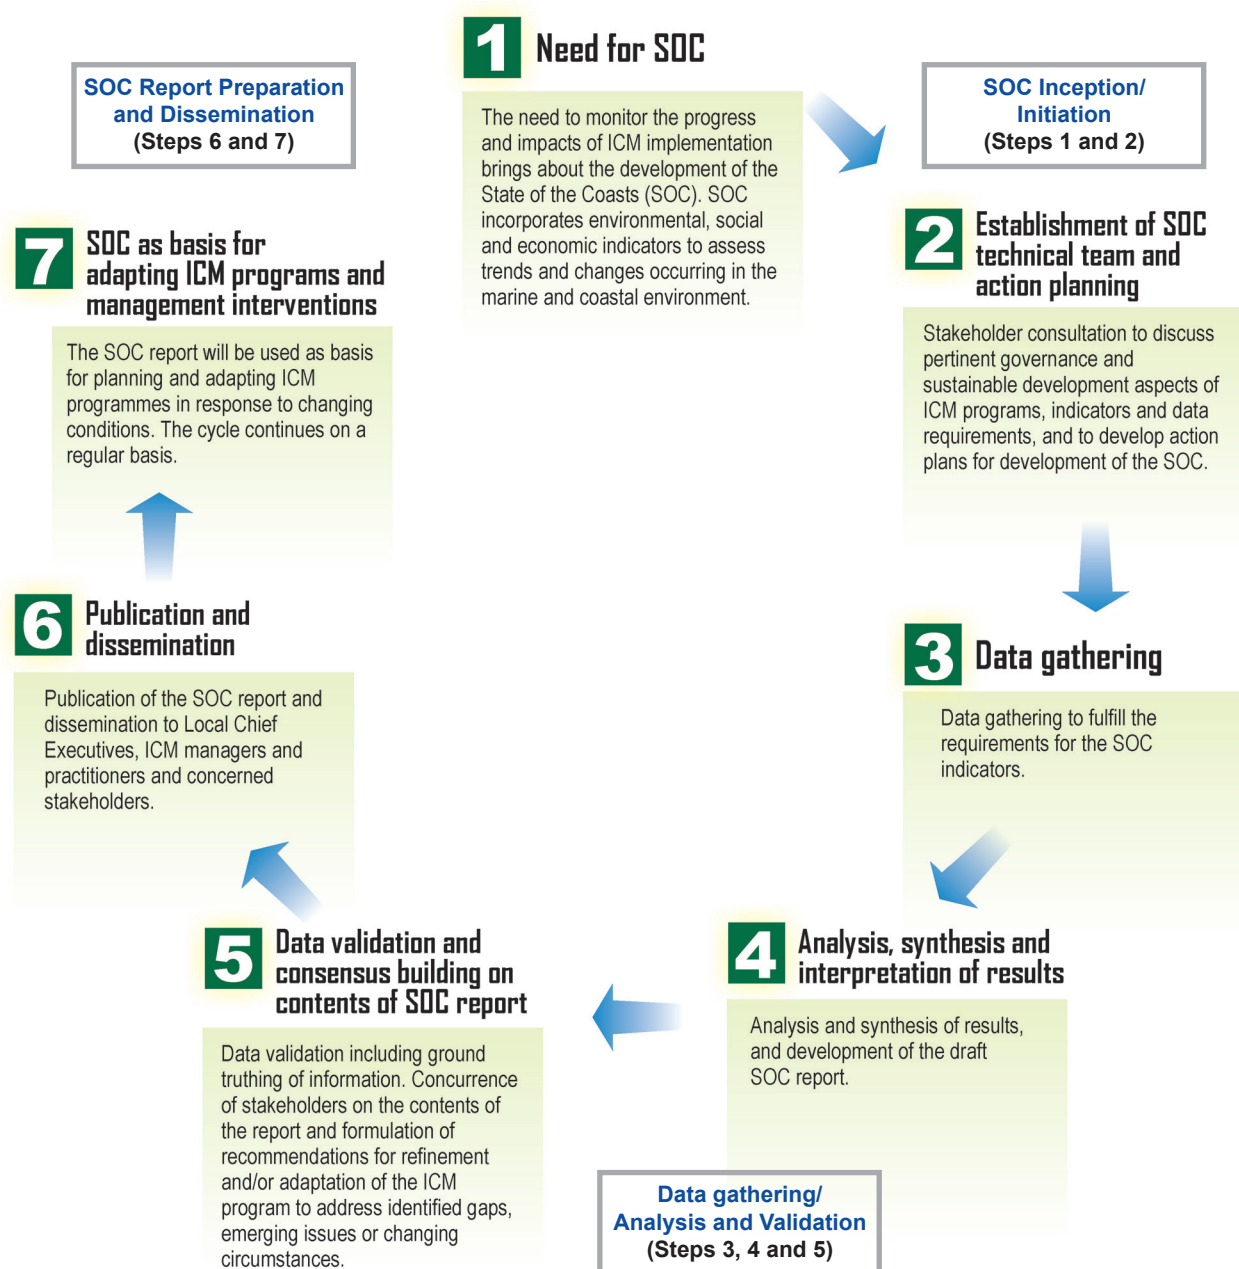 1
Need for SOC
The need to monitor the progress
and impacts of ICM implementation
brings about the development of the
State of the Coasts (SOC). SOC
incorporates environmental, social
and economic indicators to assess
trends and changes occurring in the
marine and coastal environment.
SOC Inception/
Initiation
(Steps 1 and 2)
2
Establishment of SOC
technical team and
action planning
Stakeholder consultation to discuss
pertinent governance and
sustainable development aspects of
ICM programs, indicators and data
requirements, and to develop action
plans for development of the SOC.
3
Data gathering
Data gathering to fulfill the
requirements for the SOC
indicators.
4
Analysis, synthesis and
interpretation of results
Analysis and synthesis of results,
and development of the draft
SOC report.
Data gathering/
Analysis and Validation
(Steps 3, 4 and 5)
5
Data validation and
consensus building on
contents of SOC report
Data validation including ground
truthing of information. Concurrence
of stakeholders on the contents of
the report and formulation of
recommendations for refinement
and/or adaptation of the ICM
program to address identified gaps,
emerging issues or changing
circumstances.
6
Publication and
dissemination
Publication of the SOC report and
dissemination to Local Chief
Executives, ICM managers and
practitioners and concerned
stakeholders.
SOC Report Preparation
and Dissemination
(Steps 6 and 7)
7
SOC as basis for
adapting ICM programs and
management interventions
The SOC report will be used as basis
for planning and adapting ICM
programmes in response to changing
conditions. The cycle continues on a
regular basis.